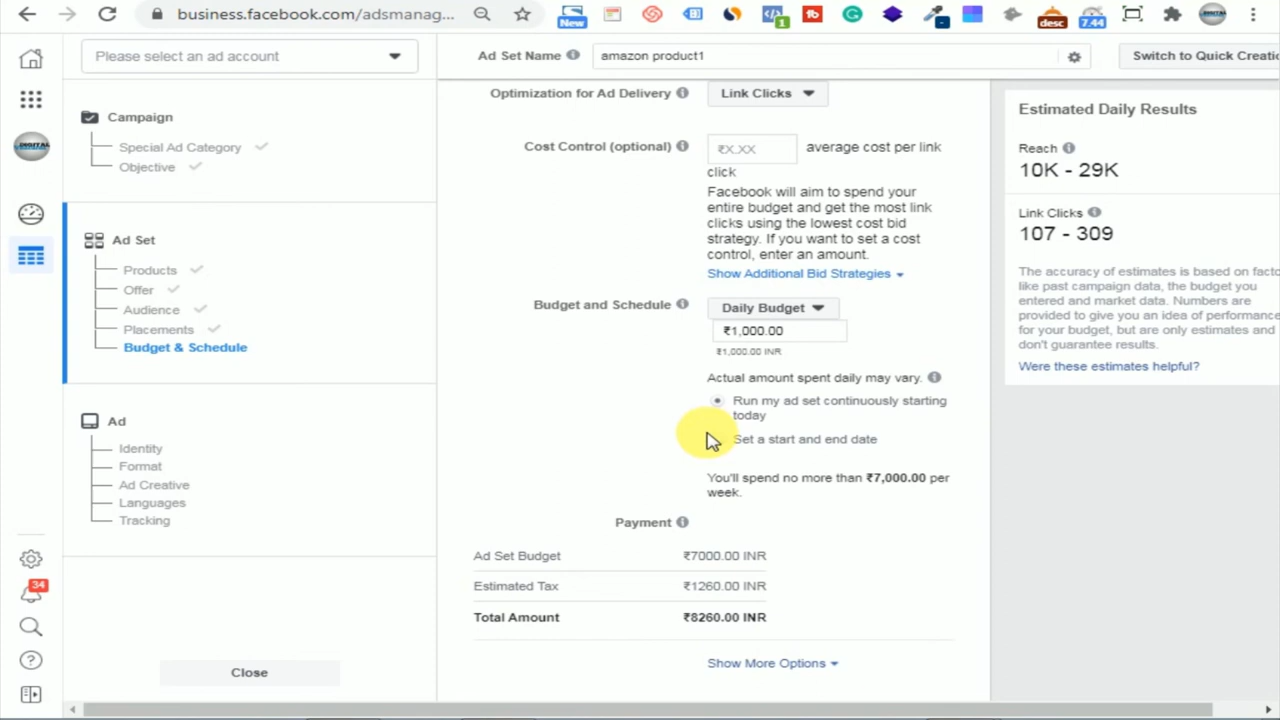 business.facebook.com/adsmanag...
New
1
desc
7.44
Please select an ad account
Ad Set Name
amazon product1
Switch to Quick Creatio
Campaign
Special Ad Category
Objective
Ad Set
Products
Offer
Audience
Placements
Budget & Schedule
Ad
Identity
Format
Ad Creative
Languages
Tracking
34
Close
Optimization for Ad Delivery
Link Clicks
Cost Control (optional)
₹X.XX
average cost per link
click
Facebook will aim to spend your
entire budget and get the most link
clicks using the lowest cost bid
strategy. If you want to set a cost
control, enter an amount.
Show Additional Bid Strategies
Budget and Schedule
Daily Budget
₹1,000.00
₹1,000.00 INR
Actual amount spent daily may vary.
Run my ad set continuously starting
today
Set a start and end date
You'll spend no more than ₹7,000.00 per
week.
Payment
Ad Set Budget ₹7000.00 INR
Estimated Tax ₹1260.00 INR
Total Amount ₹8260.00 INR
Show More Options
Estimated Daily Results
Reach
10K - 29K
Link Clicks
107 - 309
The accuracy of estimates is based on facto
like past campaign data, the budget you
entered and market data. Numbers are
provided to give you an idea of performance
for your budget, but are only estimates and
don't guarantee results.
Were these estimates helpful?